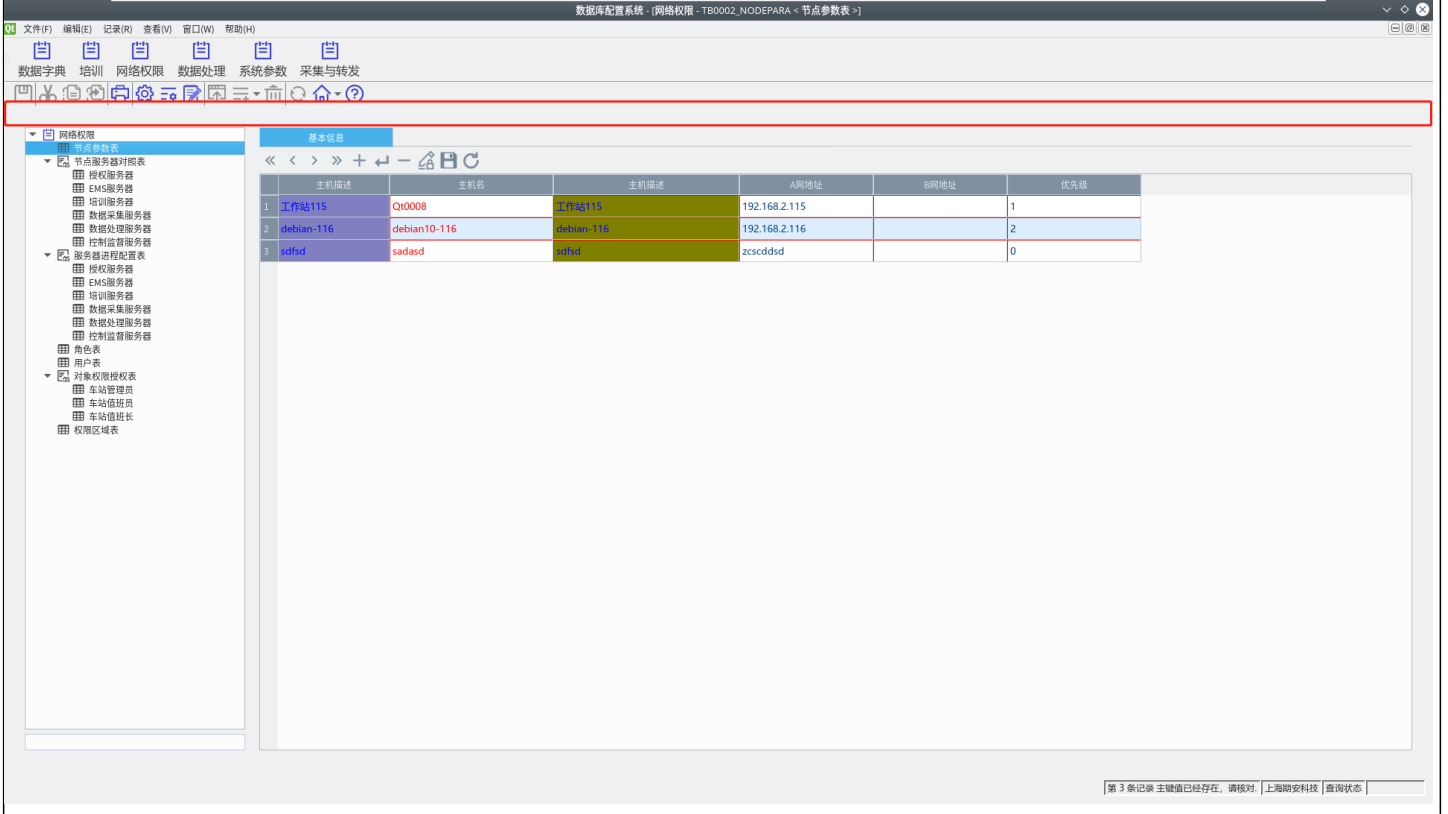 数据库配置系统 - [网络权限 - TB0002_NODEPARA < 节点参数表 >]
Qt 文件(F) 编辑(E) 记录(R) 查看(V) 窗口(W) 帮助(H)
数据字典 培训 网络权限 数据处理 系统参数 采集与转发
网络权限
节点参数表
节点服务器对照表
授权服务器
EMS服务器
培训服务器
数据采集服务器
数据处理服务器
控制监督服务器
服务器进程配置表
授权服务器
EMS服务器
培训服务器
数据采集服务器
数据处理服务器
控制监督服务器
角色表
用户表
对象权限授权表
车站管理员
车站值班员
车站值班长
权限区域表
基本信息
主机描述 主机名 主机描述 A网地址 B网地址 优先级
1 工作站115 Qt0008 工作站115 192.168.2.115 1
2 debian-116 debian10-116 debian-116 192.168.2.116 2
3 sdfsd sadasd sdfsd zcscddsd 0
第 3 条记录 主键值已经存在，请核对. 上海期安科技 查询状态